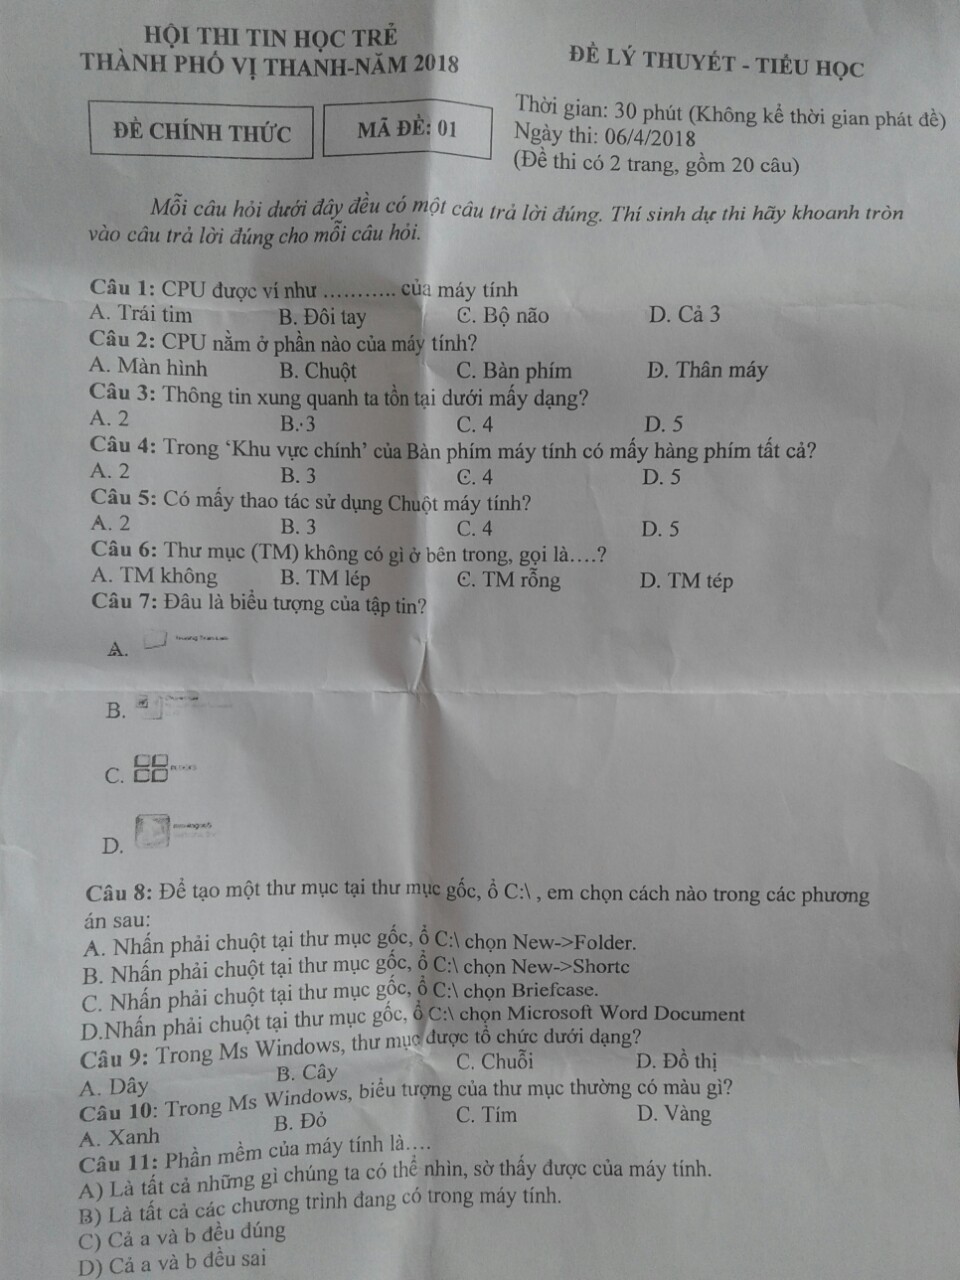 HỘI THI TIN HỌC TRẺ
THÀNH PHỐ VỊ THANH-NĂM 2018
ĐỀ LÝ THUYẾT - TIỂU HỌC
ĐỀ CHÍNH THỨC
MÃ ĐỀ: 01
Thời gian: 30 phút (Không kể thời gian phát đề)
Ngày thi: 06/4/2018
(Đề thi có 2 trang, gồm 20 câu)
Mỗi câu hỏi dưới đây đều có một câu trả lời đúng. Thí sinh dự thi hãy khoanh tròn
vào câu trả lời đúng cho mỗi câu hỏi.
Câu 1: CPU được ví như ........... của máy tính
A. Trái tim B. Đôi tay C. Bộ não D. Cả 3
Câu 2: CPU nằm ở phần nào của máy tính?
A. Màn hình B. Chuột C. Bàn phím D. Thân máy
Câu 3: Thông tin xung quanh ta tồn tại dưới mấy dạng?
A. 2 B. 3 C. 4 D. 5
Câu 4: Trong ‘Khu vực chính’ của Bàn phím máy tính có mấy hàng phím tất cả?
A. 2 B. 3 C. 4 D. 5
Câu 5: Có mấy thao tác sử dụng Chuột máy tính?
A. 2 B. 3 C. 4 D. 5
Câu 6: Thư mục (TM) không có gì ở bên trong, gọi là....?
A. TM không B. TM lép C. TM rỗng D. TM tép
Câu 7: Đâu là biểu tượng của tập tin?
A.
B.
C.
D.
Câu 8: Để tạo một thư mục tại thư mục gốc, ổ C:\ , em chọn cách nào trong các phương
án sau:
A. Nhấn phải chuột tại thư mục gốc, ổ C:\ chọn New->Folder.
B. Nhấn phải chuột tại thư mục gốc, ổ C:\ chọn New->Shortc
C. Nhấn phải chuột tại thư mục gốc, ổ C:\ chọn Briefcase.
D.Nhấn phải chuột tại thư mục gốc, ổ C:\ chọn Microsoft Word Document
Câu 9: Trong Ms Windows, thư mục được tổ chức dưới dạng?
A. Dây B. Cây C. Chuỗi D. Đồ thị
Câu 10: Trong Ms Windows, biểu tượng của thư mục thường có màu gì?
A. Xanh B. Đỏ C. Tím D. Vàng
Câu 11: Phần mềm của máy tính là....
A) Là tất cả những gì chúng ta có thể nhìn, sờ thấy được của máy tính.
B) Là tất cả các chương trình đang có trong máy tính.
C) Cả a và b đều đúng
D) Cả a và b đều sai